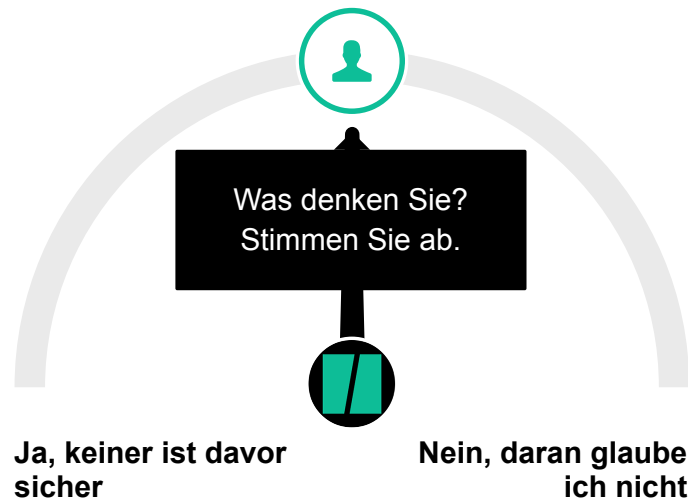 Was denken Sie?
Stimmen Sie ab.
Ja, keiner ist davor
sicher
Nein, daran glaube
ich nicht